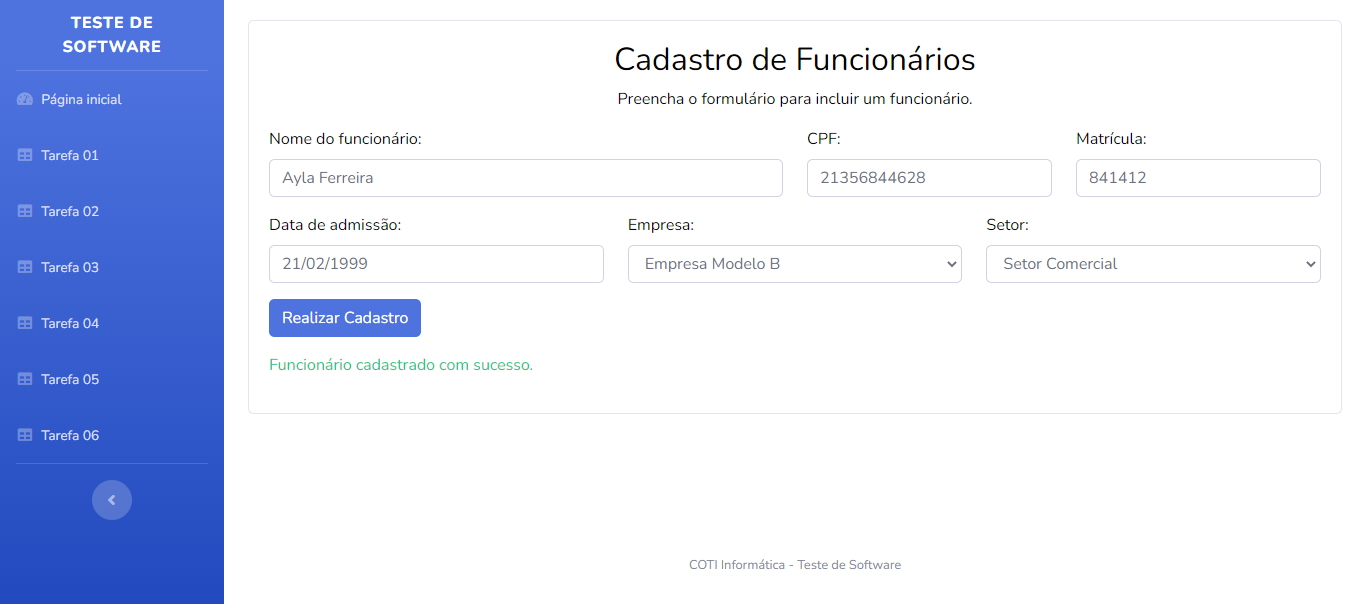 TESTE DE
SOFTWARE
Página inicial
Tarefa 01
Tarefa 02
Tarefa 03
Tarefa 04
Tarefa 05
Tarefa 06
Cadastro de Funcionários
Preencha o formulário para incluir um funcionário.
Nome do funcionário: CPF: Matrícula:
Ayla Ferreira 21356844628 841412
Data de admissão: Empresa: Setor:
21/02/1999 Empresa Modelo B Setor Comercial
Realizar Cadastro
Funcionário cadastrado com sucesso.
COTI Informática - Teste de Software